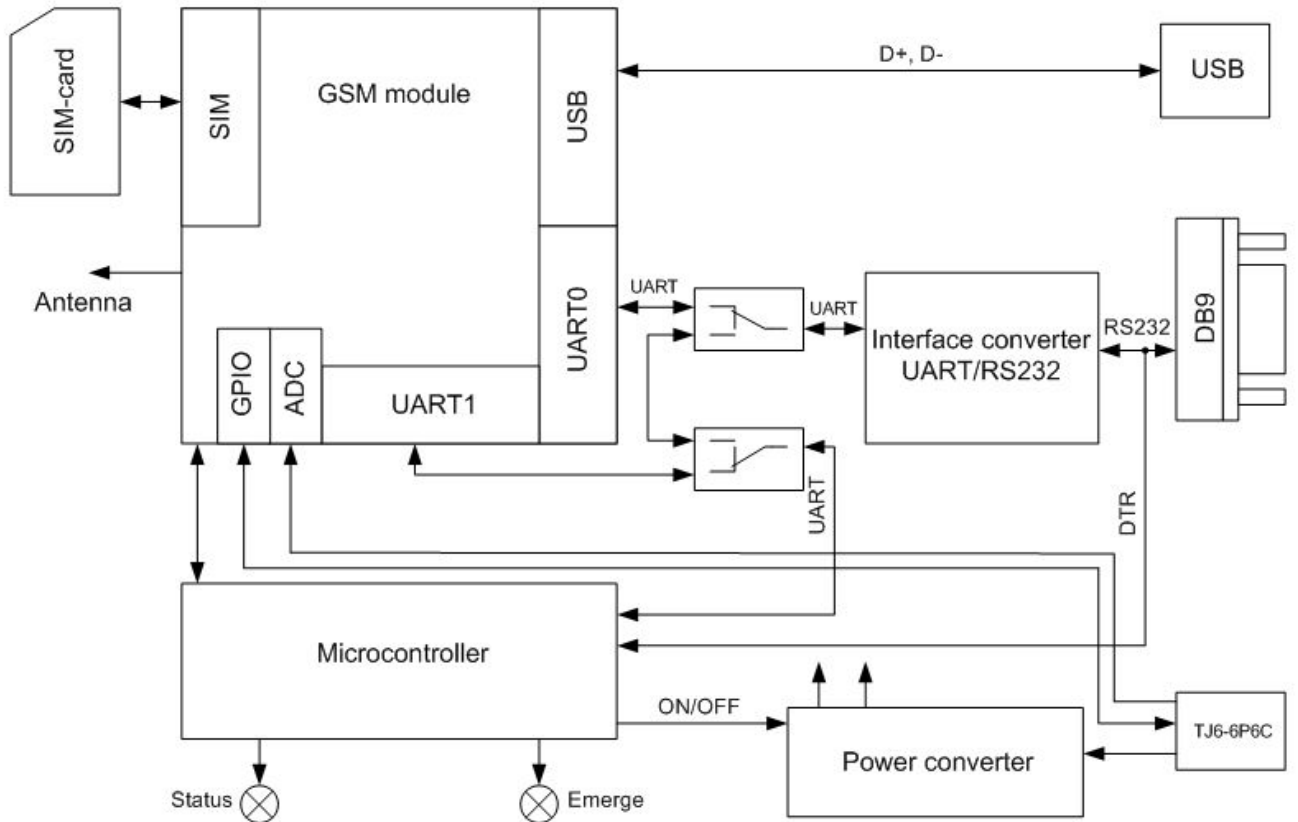 SIM-card
SIM
GSM module
USB
D+, D-
USB
Antenna
UART0
UART
UART
Interface converter
UART/RS232
RS232
DB9
GPIO
ADC
UART1
UART
DTR
Microcontroller
ON/OFF
Power converter
TJ6-6P6C
Status
Emerge